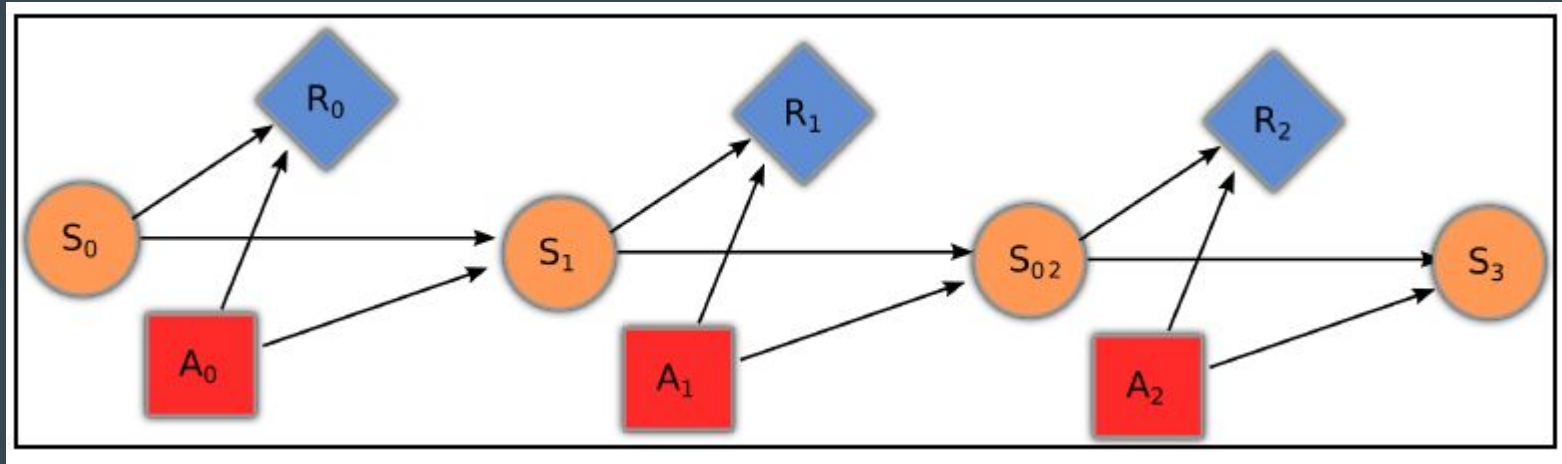 R₀
R₁
R₂
S₀
S₁
S₀₂
S₃
A₀
A₁
A₂